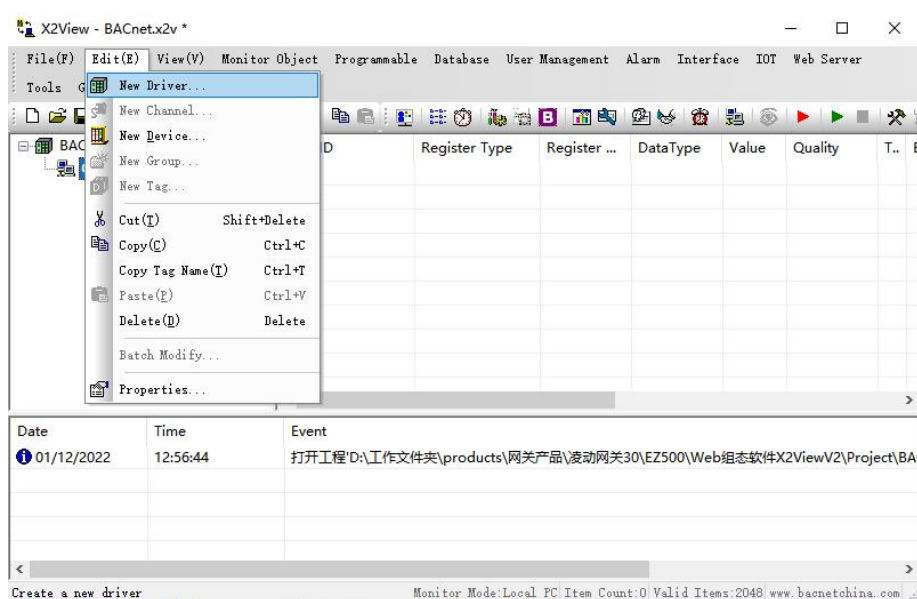 X2View - BACnet.x2v *
File(F) Edit(E) View(V) Monitor Object Programmable Database User Management Alarm Interface IOT Web Server
Tools G
New Driver...
New Channel...
New Device...
New Group...
New Tag...
Cut(T) Shift+Delete
Copy(C) Ctrl+C
Copy Tag Name(T) Ctrl+T
Paste(P) Ctrl+V
Delete(D) Delete
Batch Modify...
Properties...
BAC
ID Register Type Register ... DataType Value Quality T..
Date Time Event
01/12/2022 12:56:44 打开工程'D:\工作文件夹\products\网关产品\凌动网关30\EZ500\Web组态软件X2ViewV2\Project\BA
Create a new driver Monitor Mode:Local PC Item Count:0 Valid Items:2048 www.bacnetchina.com